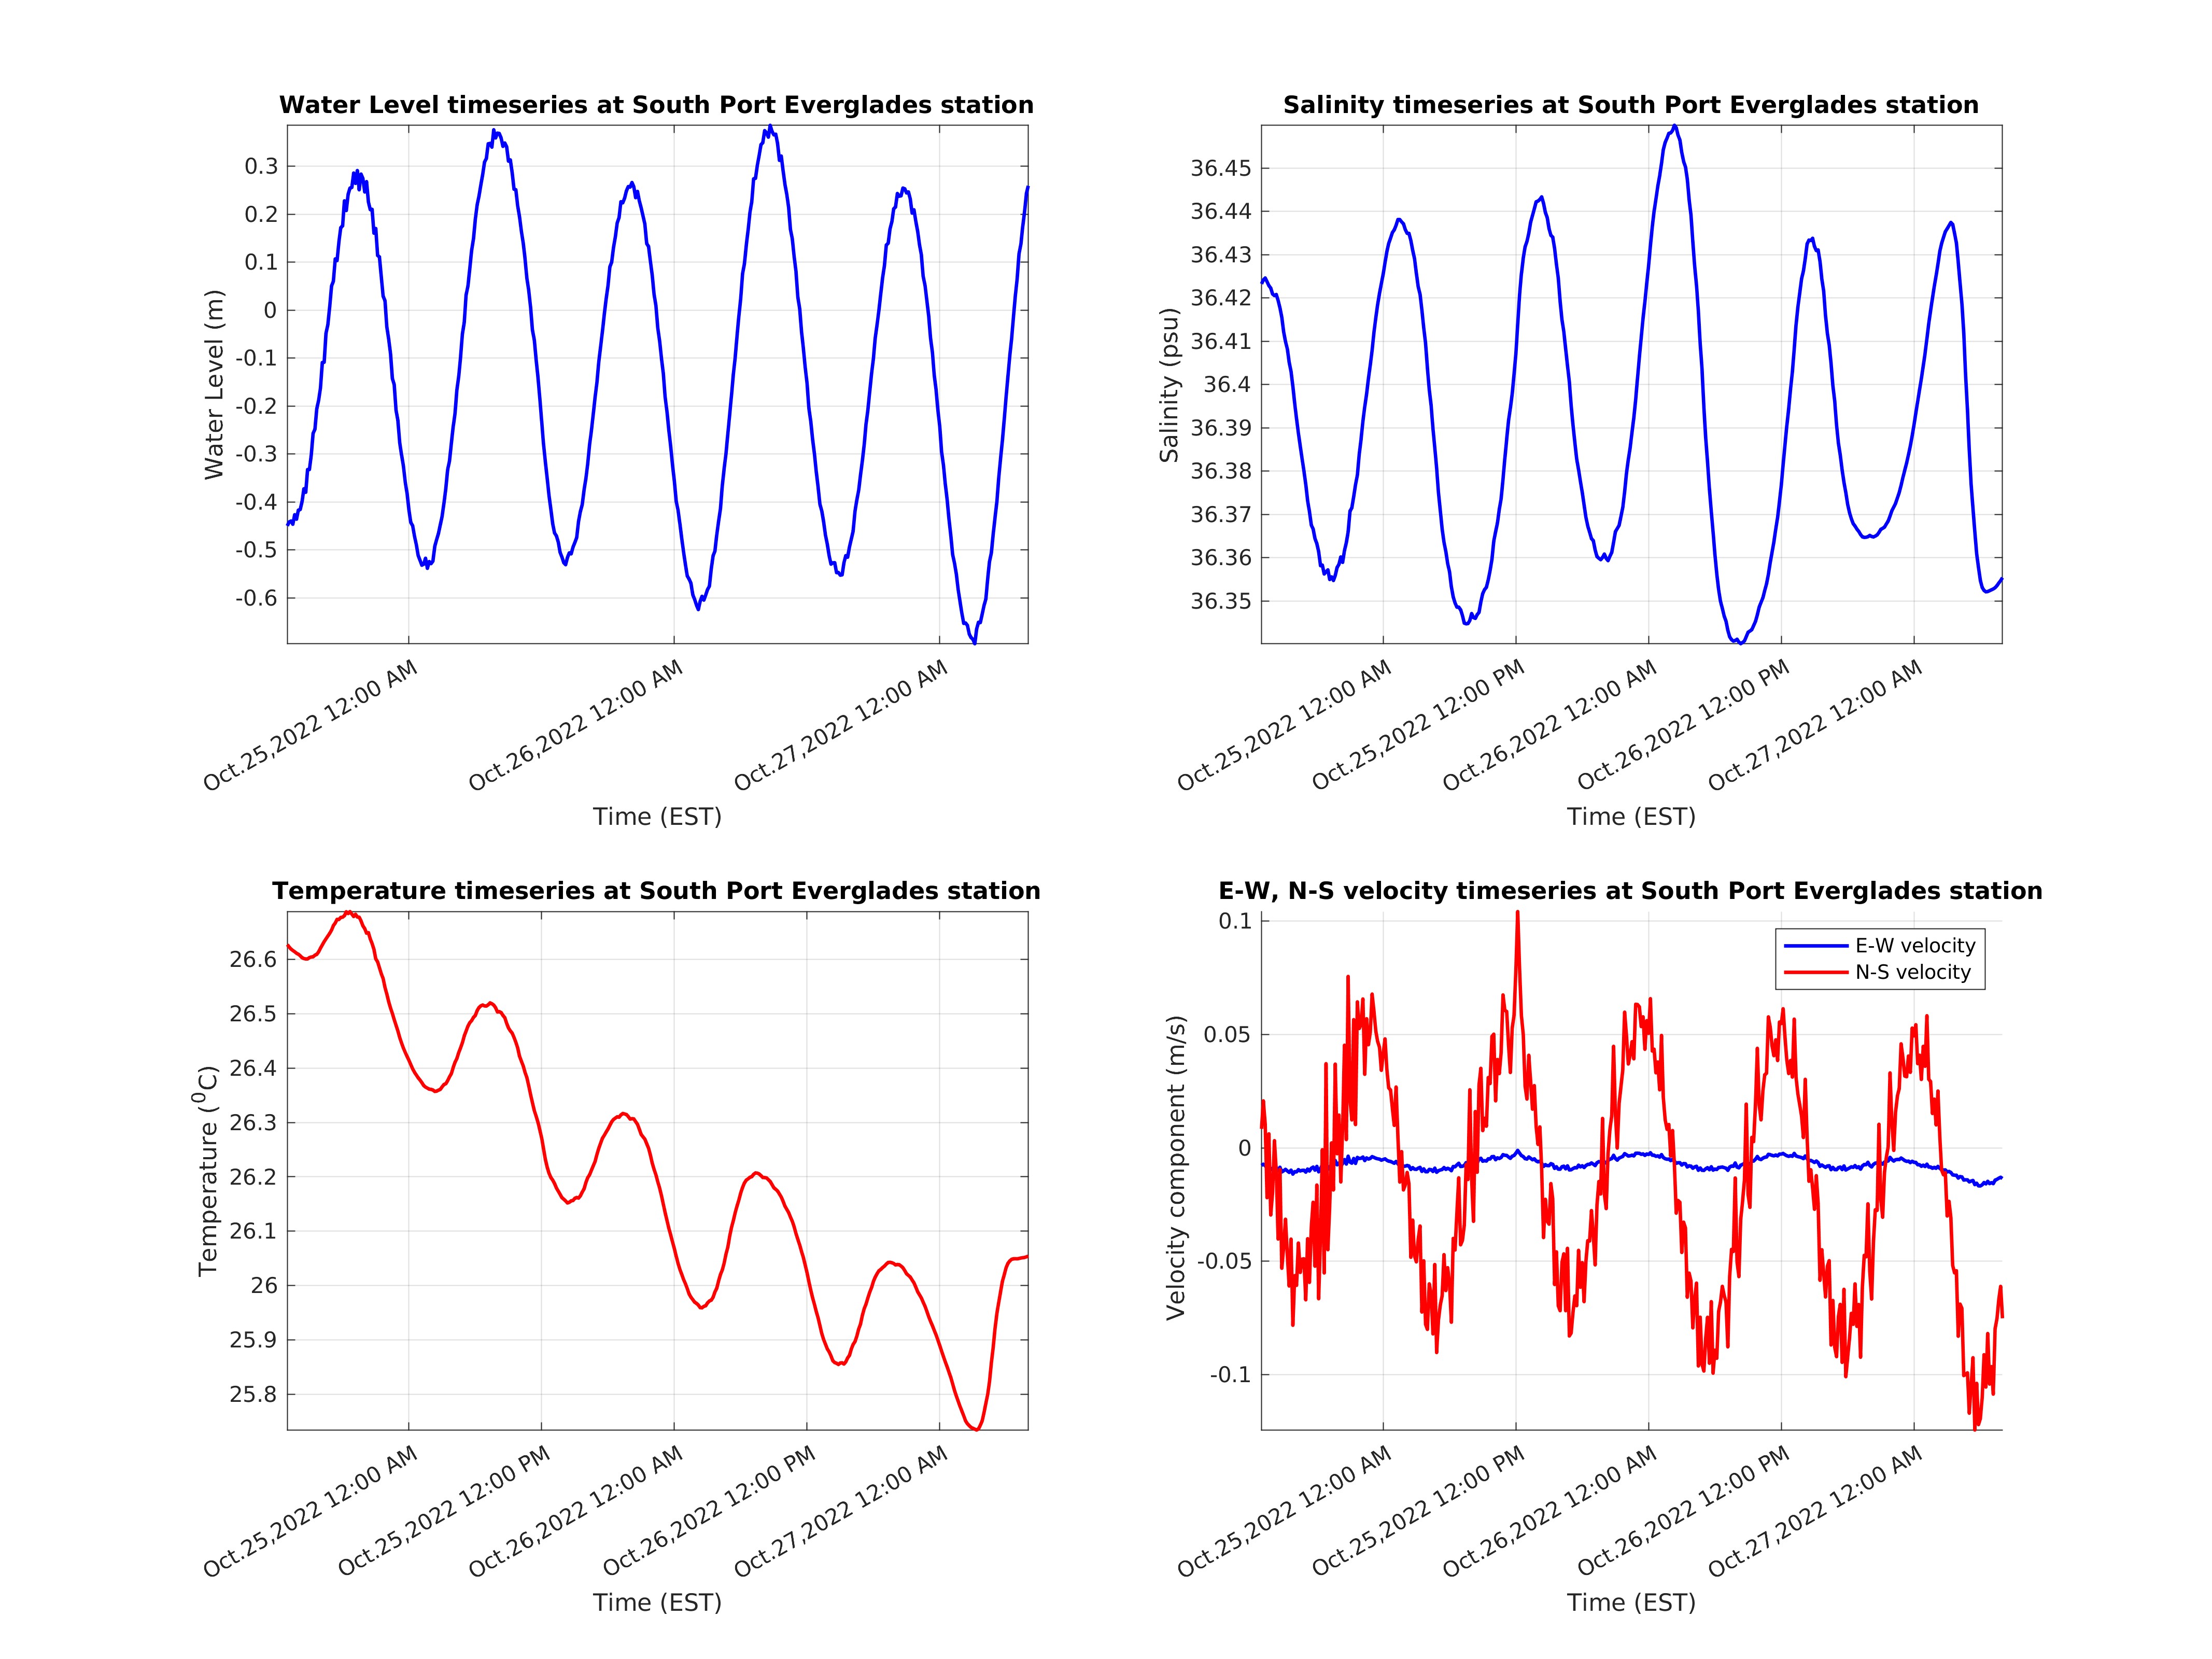 Water Level timeseries at South Port Everglades station
Water Level (m)
0.3
0.2
0.1
0
-0.1
-0.2
-0.3
-0.4
-0.5
-0.6
Oct.25,2022 12:00 AM
Oct.26,2022 12:00 AM
Oct.27,2022 12:00 AM
Time (EST)
Salinity timeseries at South Port Everglades station
Salinity (psu)
36.45
36.44
36.43
36.42
36.41
36.4
36.39
36.38
36.37
36.36
36.35
Oct.25,2022 12:00 AM
Oct.25,2022 12:00 PM
Oct.26,2022 12:00 AM
Oct.26,2022 12:00 PM
Oct.27,2022 12:00 AM
Time (EST)
Temperature timeseries at South Port Everglades station
Temperature (⁰C)
26.6
26.5
26.4
26.3
26.2
26.1
26
25.9
25.8
Oct.25,2022 12:00 AM
Oct.25,2022 12:00 PM
Oct.26,2022 12:00 AM
Oct.26,2022 12:00 PM
Oct.27,2022 12:00 AM
Time (EST)
E-W, N-S velocity timeseries at South Port Everglades station
Velocity component (m/s)
0.1
0.05
0
-0.05
-0.1
E-W velocity
N-S velocity
Oct.25,2022 12:00 AM
Oct.25,2022 12:00 PM
Oct.26,2022 12:00 AM
Oct.26,2022 12:00 PM
Oct.27,2022 12:00 AM
Time (EST)